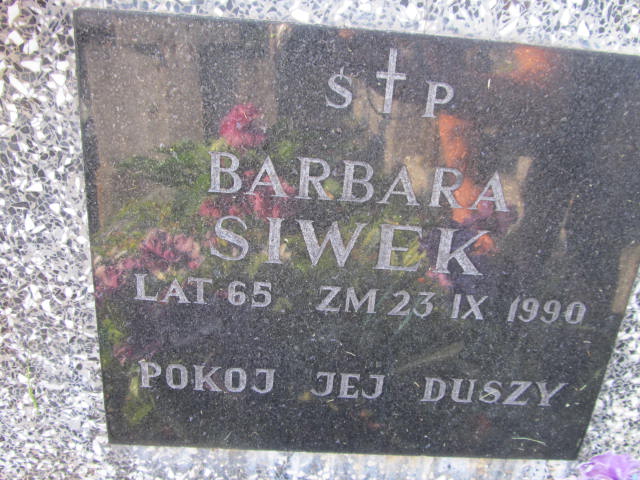 Ś P
BARBARA
SIWEK
LAT 65 ZM 23 IX 1990
POKOJ JEJ DUSZY